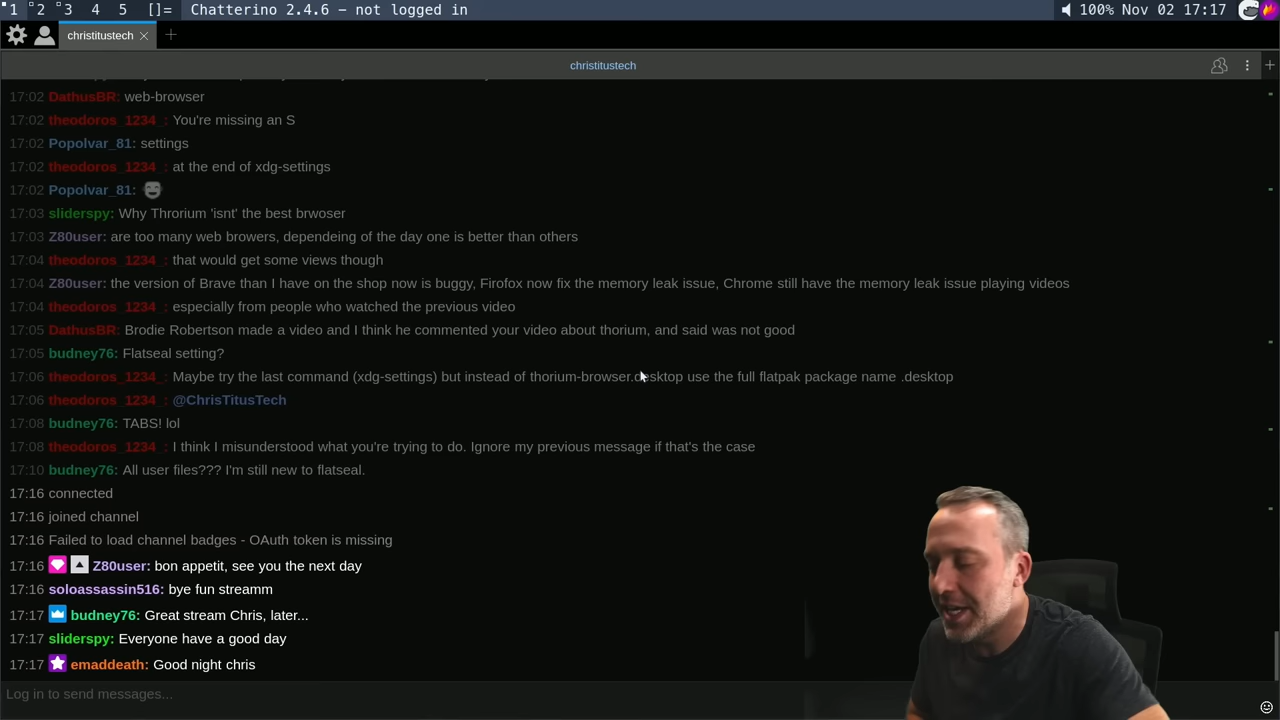 1 2 3 4 5 []= Chatterino 2.4.6 – not logged in 100% Nov 02 17:17
christitustech
christitustech
17:02 DathusBR: web-browser
17:02 theodoros_1234_: You're missing an S
17:02 Popolvar_81: settings
17:02 theodoros_1234_: at the end of xdg-settings
17:02 Popolvar_81:
17:03 sliderspy: Why Throrium 'isnt' the best brwoser
17:03 Z80user: are too many web browers, dependeing of the day one is better than others
17:04 theodoros_1234_: that would get some views though
17:04 Z80user: the version of Brave than I have on the shop now is buggy, Firofox now fix the memory leak issue, Chrome still have the memory leak issue playing videos
17:04 theodoros_1234_: especially from people who watched the previous video
17:05 DathusBR: Brodie Robertson made a video and I think he commented your video about thorium, and said was not good
17:05 budney76: Flatseal setting?
17:06 theodoros_1234_: Maybe try the last command (xdg-settings) but instead of thorium-browser.desktop use the full flatpak package name .desktop
17:06 theodoros_1234_: @ChrisTitusTech
17:08 budney76: TABS! lol
17:08 theodoros_1234_: I think I misunderstood what you're trying to do. Ignore my previous message if that's the case
17:10 budney76: All user files??? I'm still new to flatseal.
17:16 connected
17:16 joined channel
17:16 Failed to load channel badges - OAuth token is missing
17:16 Z80user: bon appetit, see you the next day
17:16 soloassassin516: bye fun streamm
17:17 budney76: Great stream Chris, later...
17:17 sliderspy: Everyone have a good day
17:17 emaddeath: Good night chris
Log in to send messages...